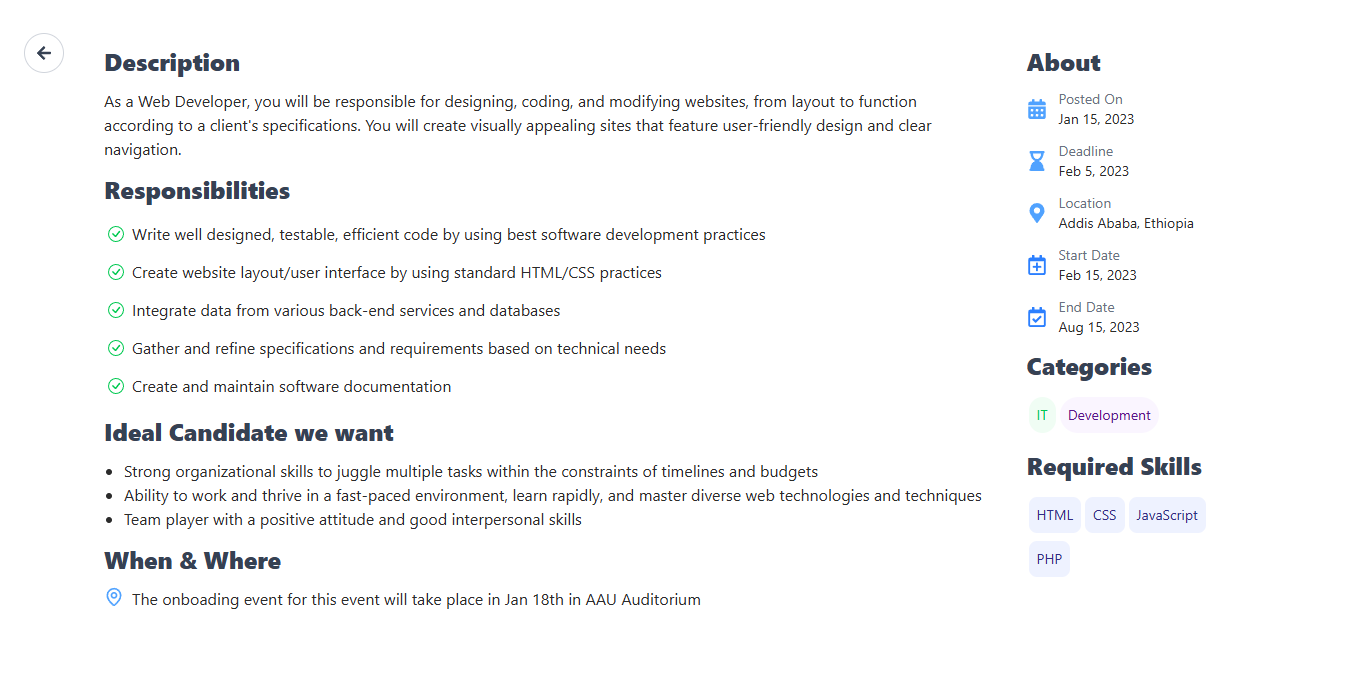 Description
As a Web Developer, you will be responsible for designing, coding, and modifying websites, from layout to function
according to a client's specifications. You will create visually appealing sites that feature user-friendly design and clear
navigation.
Responsibilities
Write well designed, testable, efficient code by using best software development practices
Create website layout/user interface by using standard HTML/CSS practices
Integrate data from various back-end services and databases
Gather and refine specifications and requirements based on technical needs
Create and maintain software documentation
Ideal Candidate we want
• Strong organizational skills to juggle multiple tasks within the constraints of timelines and budgets
• Ability to work and thrive in a fast-paced environment, learn rapidly, and master diverse web technologies and techniques
• Team player with a positive attitude and good interpersonal skills
When & Where
The onboading event for this event will take place in Jan 18th in AAU Auditorium
About
Posted On
Jan 15, 2023
Deadline
Feb 5, 2023
Location
Addis Ababa, Ethiopia
Start Date
Feb 15, 2023
End Date
Aug 15, 2023
Categories
IT Development
Required Skills
HTML CSS JavaScript
PHP